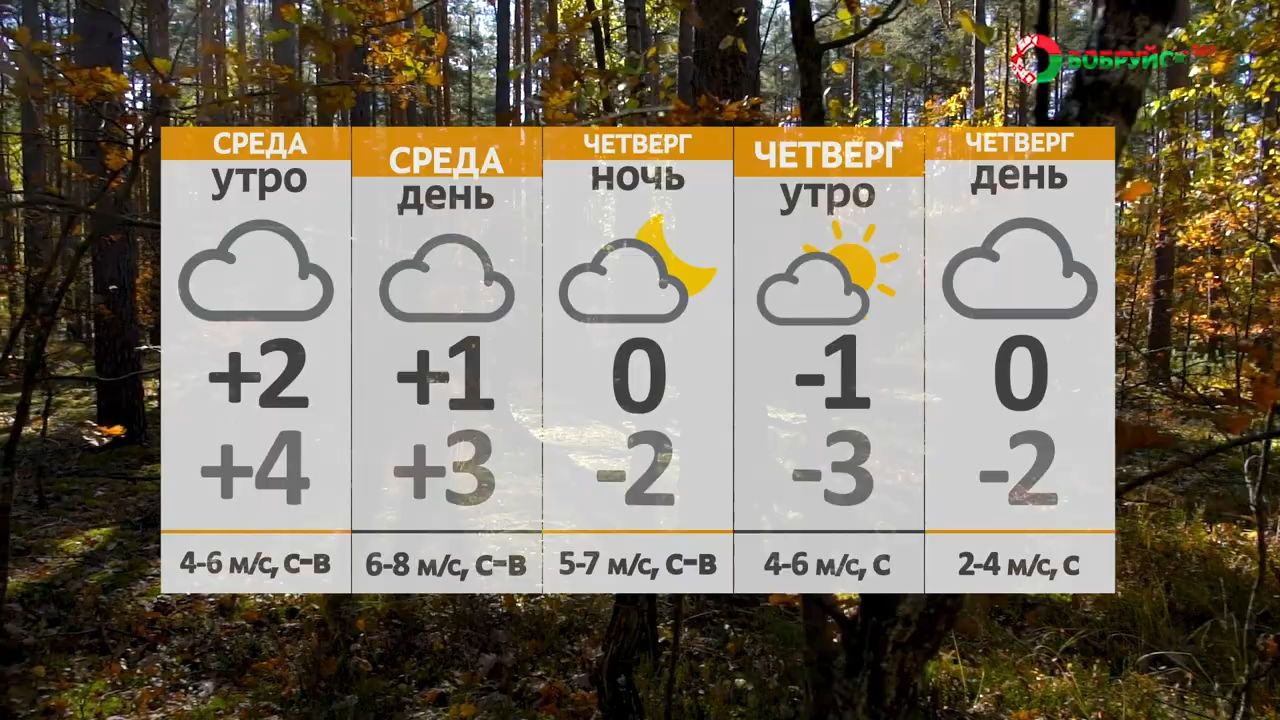 БОБРУЙСК
СРЕДА
утро
+2
+4
4-6 м/с, С-В
СРЕДА
день
+1
+3
6-8 м/с, С-В
ЧЕТВЕРГ
ночь
0
-2
5-7 м/с, С-В
ЧЕТВЕРГ
утро
-1
-3
4-6 м/с, С
ЧЕТВЕРГ
день
0
-2
2-4 м/с, С